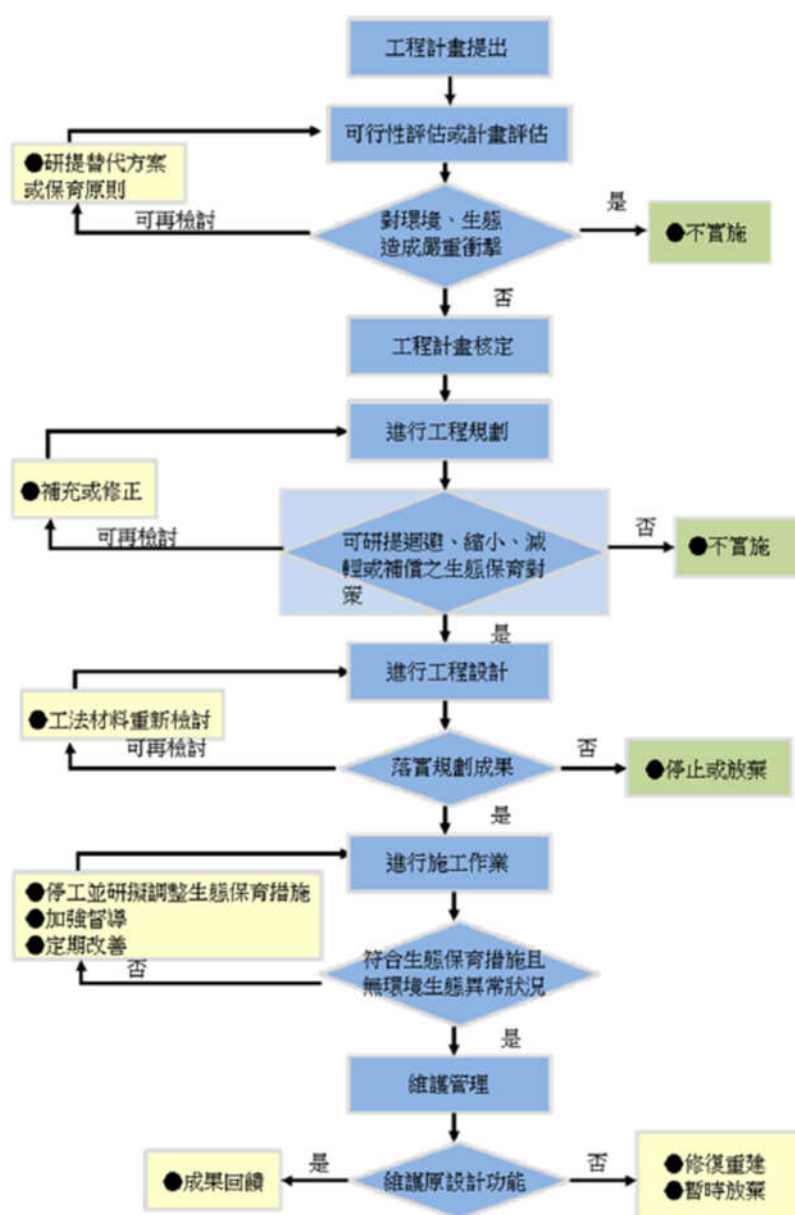 工程計畫提出
可行性評估或計畫評估
●研提替代方案
或保育原則
可再檢討
對環境、生態
造成嚴重衝擊
是
●不實施
否
工程計畫核定
進行工程規劃
●補充或修正
可再檢討
可研提迴避、縮小、減
輕或補償之生態保育對
策
否
●不實施
是
進行工程設計
●工法材料重新檢討
可再檢討
落實規劃成果
否
●停止或放棄
是
進行施工作業
●停工並研擬調整生態保育措施
●加強督導
●定期改善
否
符合生態保育措施且
無環境生態異常狀況
是
維護管理
●成果回饋
是
維護原設計功能
否
●修復重建
●暫時放棄